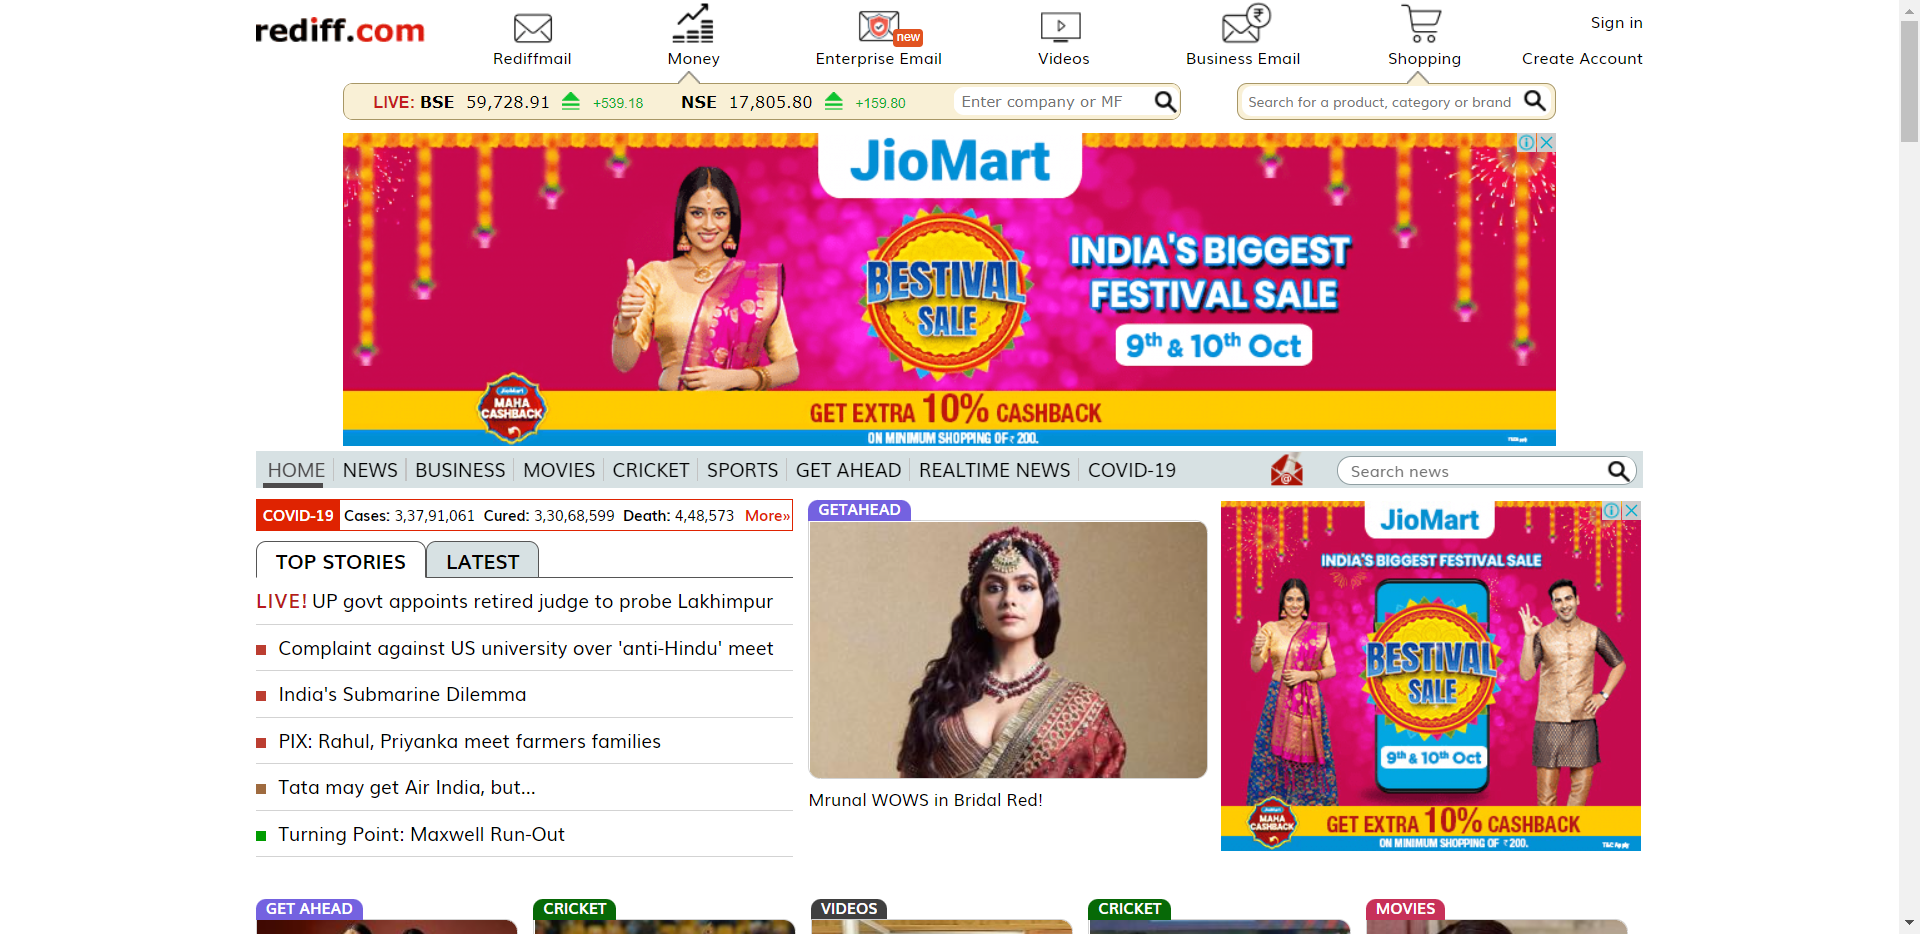 rediff.com
Rediffmail
Money
new
Enterprise Email
Videos
₹
Business Email
Shopping
Sign in
Create Account
LIVE: BSE 59,728.91 +539.18 NSE 17,805.80 +159.80
Enter company or MF
Search for a product, category or brand
JioMart
BESTIVAL
SALE
INDIA'S BIGGEST
FESTIVAL SALE
9th & 10th Oct
JioMart
MAHA
CASHBACK
GET EXTRA 10% CASHBACK
ON MINIMUM SHOPPING OF ₹ 200.
HOME NEWS BUSINESS MOVIES CRICKET SPORTS GET AHEAD REALTIME NEWS COVID-19
@
Search news
COVID-19 Cases: 3,37,91,061 Cured: 3,30,68,599 Death: 4,48,573 More»
TOP STORIES
LATEST
LIVE! UP govt appoints retired judge to probe Lakhimpur
Complaint against US university over 'anti-Hindu' meet
India's Submarine Dilemma
PIX: Rahul, Priyanka meet farmers families
Tata may get Air India, but...
Turning Point: Maxwell Run-Out
GETAHEAD
Mrunal WOWS in Bridal Red!
JioMart
INDIA'S BIGGEST FESTIVAL SALE
BESTIVAL
SALE
9th & 10th Oct
JioMart
MAHA
CASHBACK
GET EXTRA 10% CASHBACK
ON MINIMUM SHOPPING OF ₹ 200.
T&C Apply
GET AHEAD
CRICKET
VIDEOS
CRICKET
MOVIES